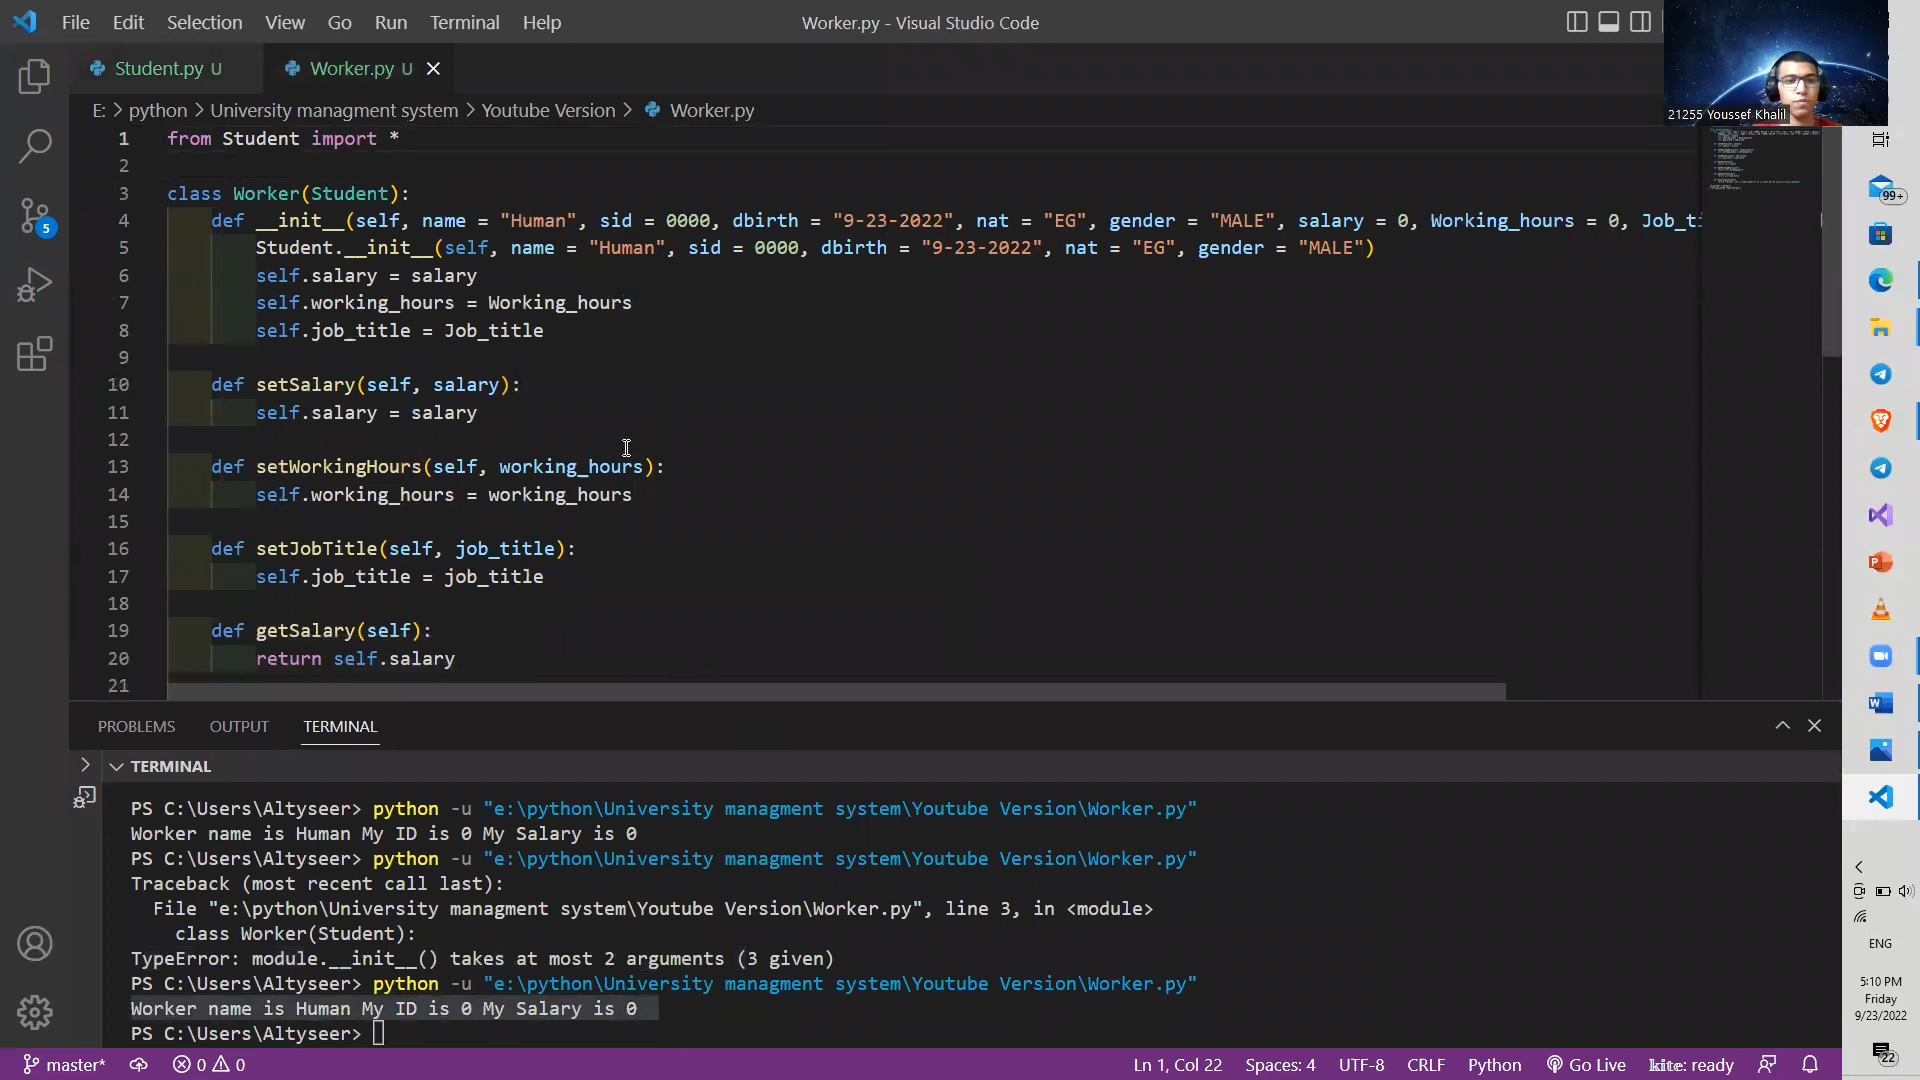 File Edit Selection View Go Run Terminal Help
Worker.py - Visual Studio Code
21255 Youssef Khalil
Student.py U
Worker.py U
E: > python > University managment system > Youtube Version > Worker.py
1 from Student import *
2
3 class Worker(Student):
4 def __init__(self, name = "Human", sid = 0000, dbirth = "9-23-2022", nat = "EG", gender = "MALE", salary = 0, Working_hours = 0, Job_ti
5 Student.__init__(self, name = "Human", sid = 0000, dbirth = "9-23-2022", nat = "EG", gender = "MALE")
6 self.salary = salary
7 self.working_hours = Working_hours
8 self.job_title = Job_title
9
10 def setSalary(self, salary):
11 self.salary = salary
12
13 def setWorkingHours(self, working_hours):
14 self.working_hours = working_hours
15
16 def setJobTitle(self, job_title):
17 self.job_title = job_title
18
19 def getSalary(self):
20 return self.salary
21
PROBLEMS OUTPUT TERMINAL
TERMINAL
PS C:\Users\Altyseer> python -u "e:\python\University managment system\Youtube Version\Worker.py"
Worker name is Human My ID is 0 My Salary is 0
PS C:\Users\Altyseer> python -u "e:\python\University managment system\Youtube Version\Worker.py"
Traceback (most recent call last):
File "e:\python\University managment system\Youtube Version\Worker.py", line 3, in <module>
class Worker(Student):
TypeError: module.__init__() takes at most 2 arguments (3 given)
PS C:\Users\Altyseer> python -u "e:\python\University managment system\Youtube Version\Worker.py"
Worker name is Human My ID is 0 My Salary is 0
PS C:\Users\Altyseer>
master* 0 0 Ln 1, Col 22 Spaces: 4 UTF-8 CRLF Python Go Live kite: ready
5
99+
ENG
5:10 PM
Friday
9/23/2022
22